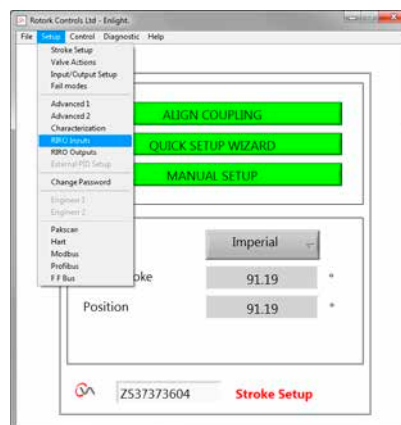 Rotork Controls Ltd - Enlight.
File Setup Control Diagnostic Help
Stroke Setup
Valve Actions
Input/Output Setup
Fail modes
Advanced 1
Advanced 2
Characterization
RIRO Inputs
RIRO Outputs
External PID Setup
Change Password
Engineer 1
Engineer 2
Pakscan
Hart
Modbus
Profibus
F F Bus
ALIGN COUPLING
QUICK SETUP WIZARD
MANUAL SETUP
Imperial
oke 91.19 °
Position 91.19 °
ZS37373604 Stroke Setup